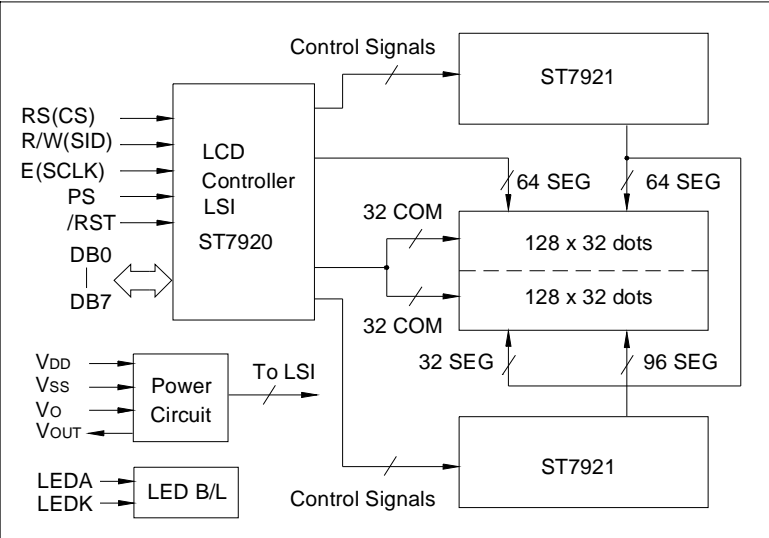 Control Signals
ST7921
RS(CS)
R/W(SID)
E(SCLK)
PS
/RST
DB0
DB7
LCD
Controller
LSI
ST7920
64 SEG
64 SEG
32 COM
128 x 32 dots
128 x 32 dots
32 COM
32 SEG
96 SEG
VDD
VSS
VO
VOUT
Power
Circuit
To LSI
ST7921
Control Signals
LEDA
LEDK
LED B/L